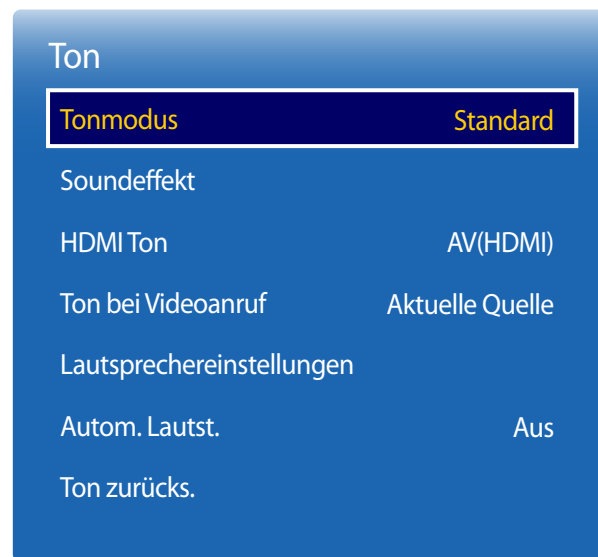 Ton
Tonmodus Standard
Soundeffekt
HDMI Ton AV(HDMI)
Ton bei Videoanruf Aktuelle Quelle
Lautsprechereinstellungen
Autom. Lautst. Aus
Ton zurücks.